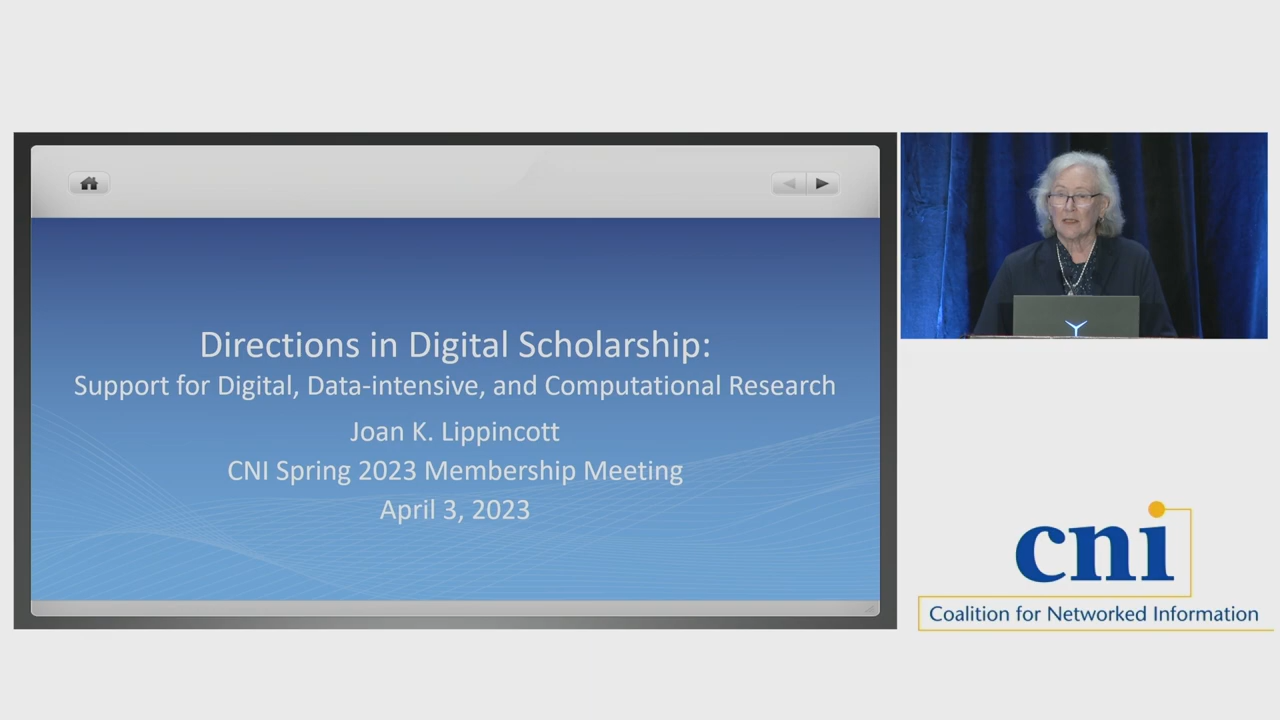 Directions in Digital Scholarship:
Support for Digital, Data-intensive, and Computational Research
Joan K. Lippincott
CNI Spring 2023 Membership Meeting
April 3, 2023
cni
Coalition for Networked Information